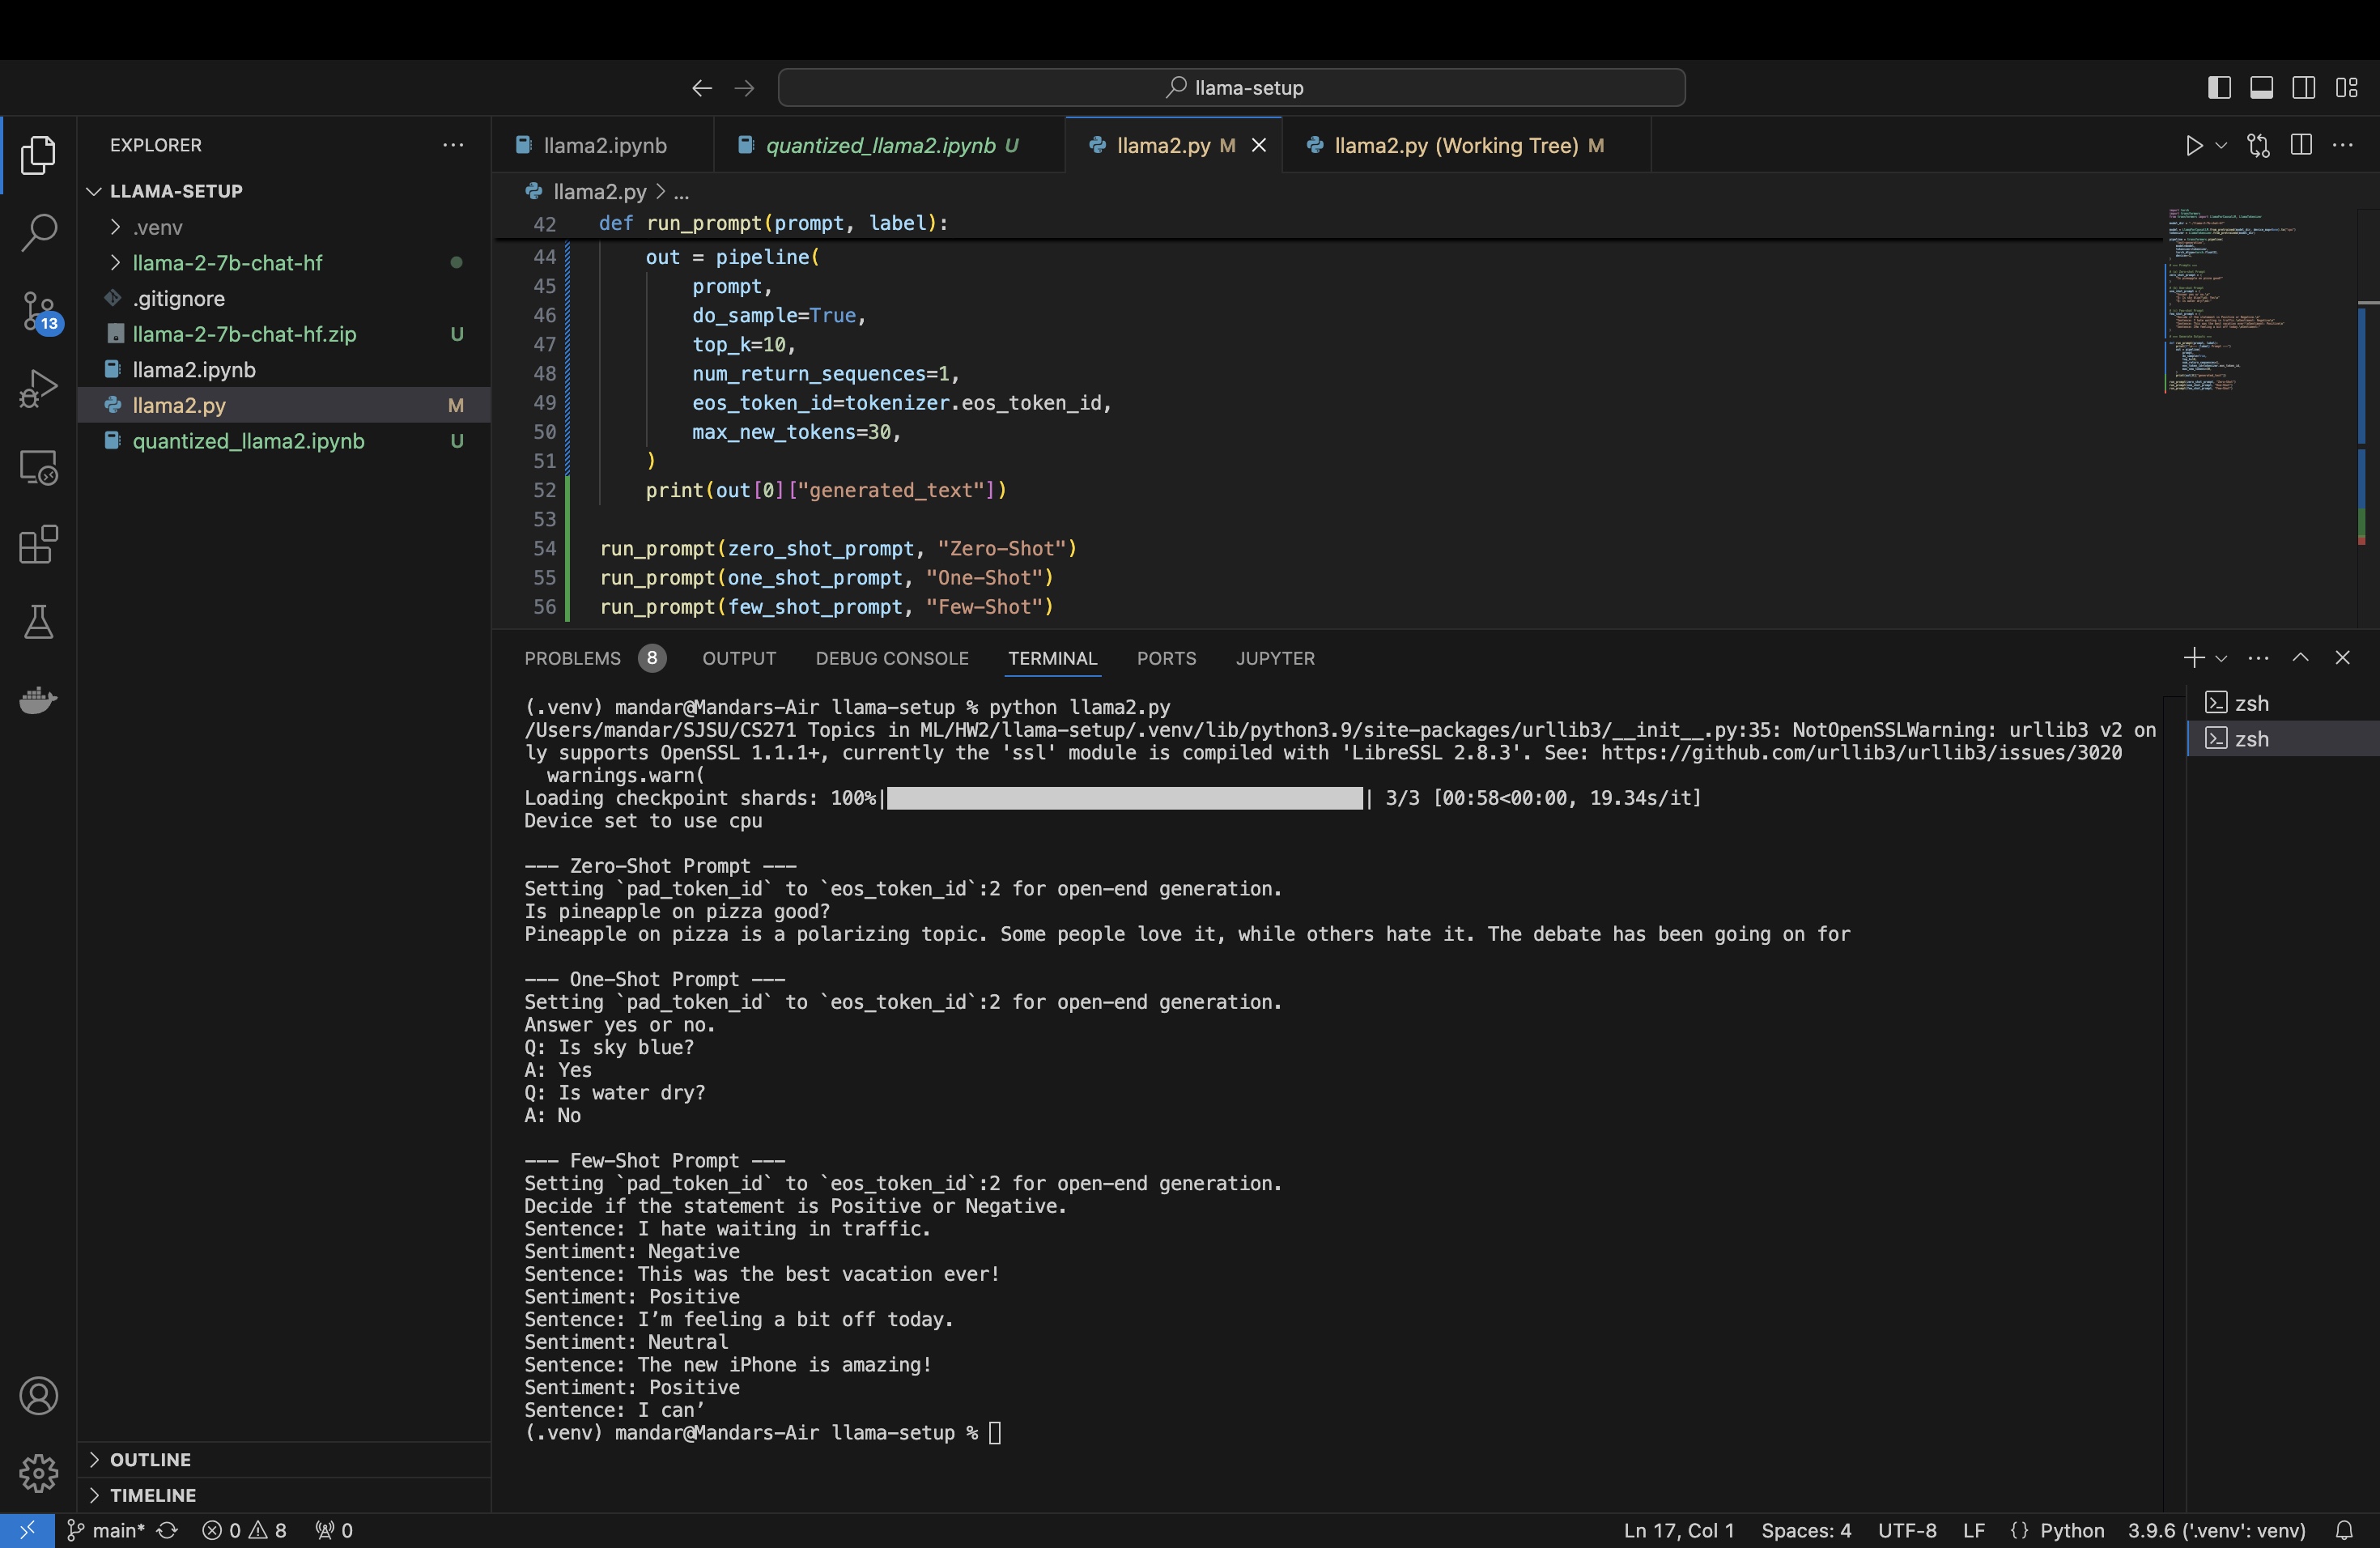 llama-setup
EXPLORER
LLAMA-SETUP
.venv
llama-2-7b-chat-hf
.gitignore
llama-2-7b-chat-hf.zip U
llama2.ipynb
llama2.py M
quantized_llama2.ipynb U
OUTLINE
TIMELINE
13
llama2.ipynb
quantized_llama2.ipynb U
llama2.py M
llama2.py (Working Tree) M
llama2.py > ...
42 def run_prompt(prompt, label):
44 out = pipeline(
45 prompt,
46 do_sample=True,
47 top_k=10,
48 num_return_sequences=1,
49 eos_token_id=tokenizer.eos_token_id,
50 max_new_tokens=30,
51 )
52 print(out[0]["generated_text"])
53
54 run_prompt(zero_shot_prompt, "Zero-Shot")
55 run_prompt(one_shot_prompt, "One-Shot")
56 run_prompt(few_shot_prompt, "Few-Shot")
PROBLEMS 8 OUTPUT DEBUG CONSOLE TERMINAL PORTS JUPYTER
(.venv) mandar@Mandars-Air llama-setup % python llama2.py
/Users/mandar/SJSU/CS271 Topics in ML/HW2/llama-setup/.venv/lib/python3.9/site-packages/urllib3/__init__.py:35: NotOpenSSLWarning: urllib3 v2 on
ly supports OpenSSL 1.1.1+, currently the 'ssl' module is compiled with 'LibreSSL 2.8.3'. See: https://github.com/urllib3/urllib3/issues/3020
warnings.warn(
Loading checkpoint shards: 100%| | 3/3 [00:58<00:00, 19.34s/it]
Device set to use cpu
--- Zero-Shot Prompt ---
Setting `pad_token_id` to `eos_token_id`:2 for open-end generation.
Is pineapple on pizza good?
Pineapple on pizza is a polarizing topic. Some people love it, while others hate it. The debate has been going on for
--- One-Shot Prompt ---
Setting `pad_token_id` to `eos_token_id`:2 for open-end generation.
Answer yes or no.
Q: Is sky blue?
A: Yes
Q: Is water dry?
A: No
--- Few-Shot Prompt ---
Setting `pad_token_id` to `eos_token_id`:2 for open-end generation.
Decide if the statement is Positive or Negative.
Sentence: I hate waiting in traffic.
Sentiment: Negative
Sentence: This was the best vacation ever!
Sentiment: Positive
Sentence: I’m feeling a bit off today.
Sentiment: Neutral
Sentence: The new iPhone is amazing!
Sentiment: Positive
Sentence: I can’
(.venv) mandar@Mandars-Air llama-setup %
zsh
zsh
main* 0 8 0
Ln 17, Col 1 Spaces: 4 UTF-8 LF {} Python 3.9.6 ('.venv': venv)